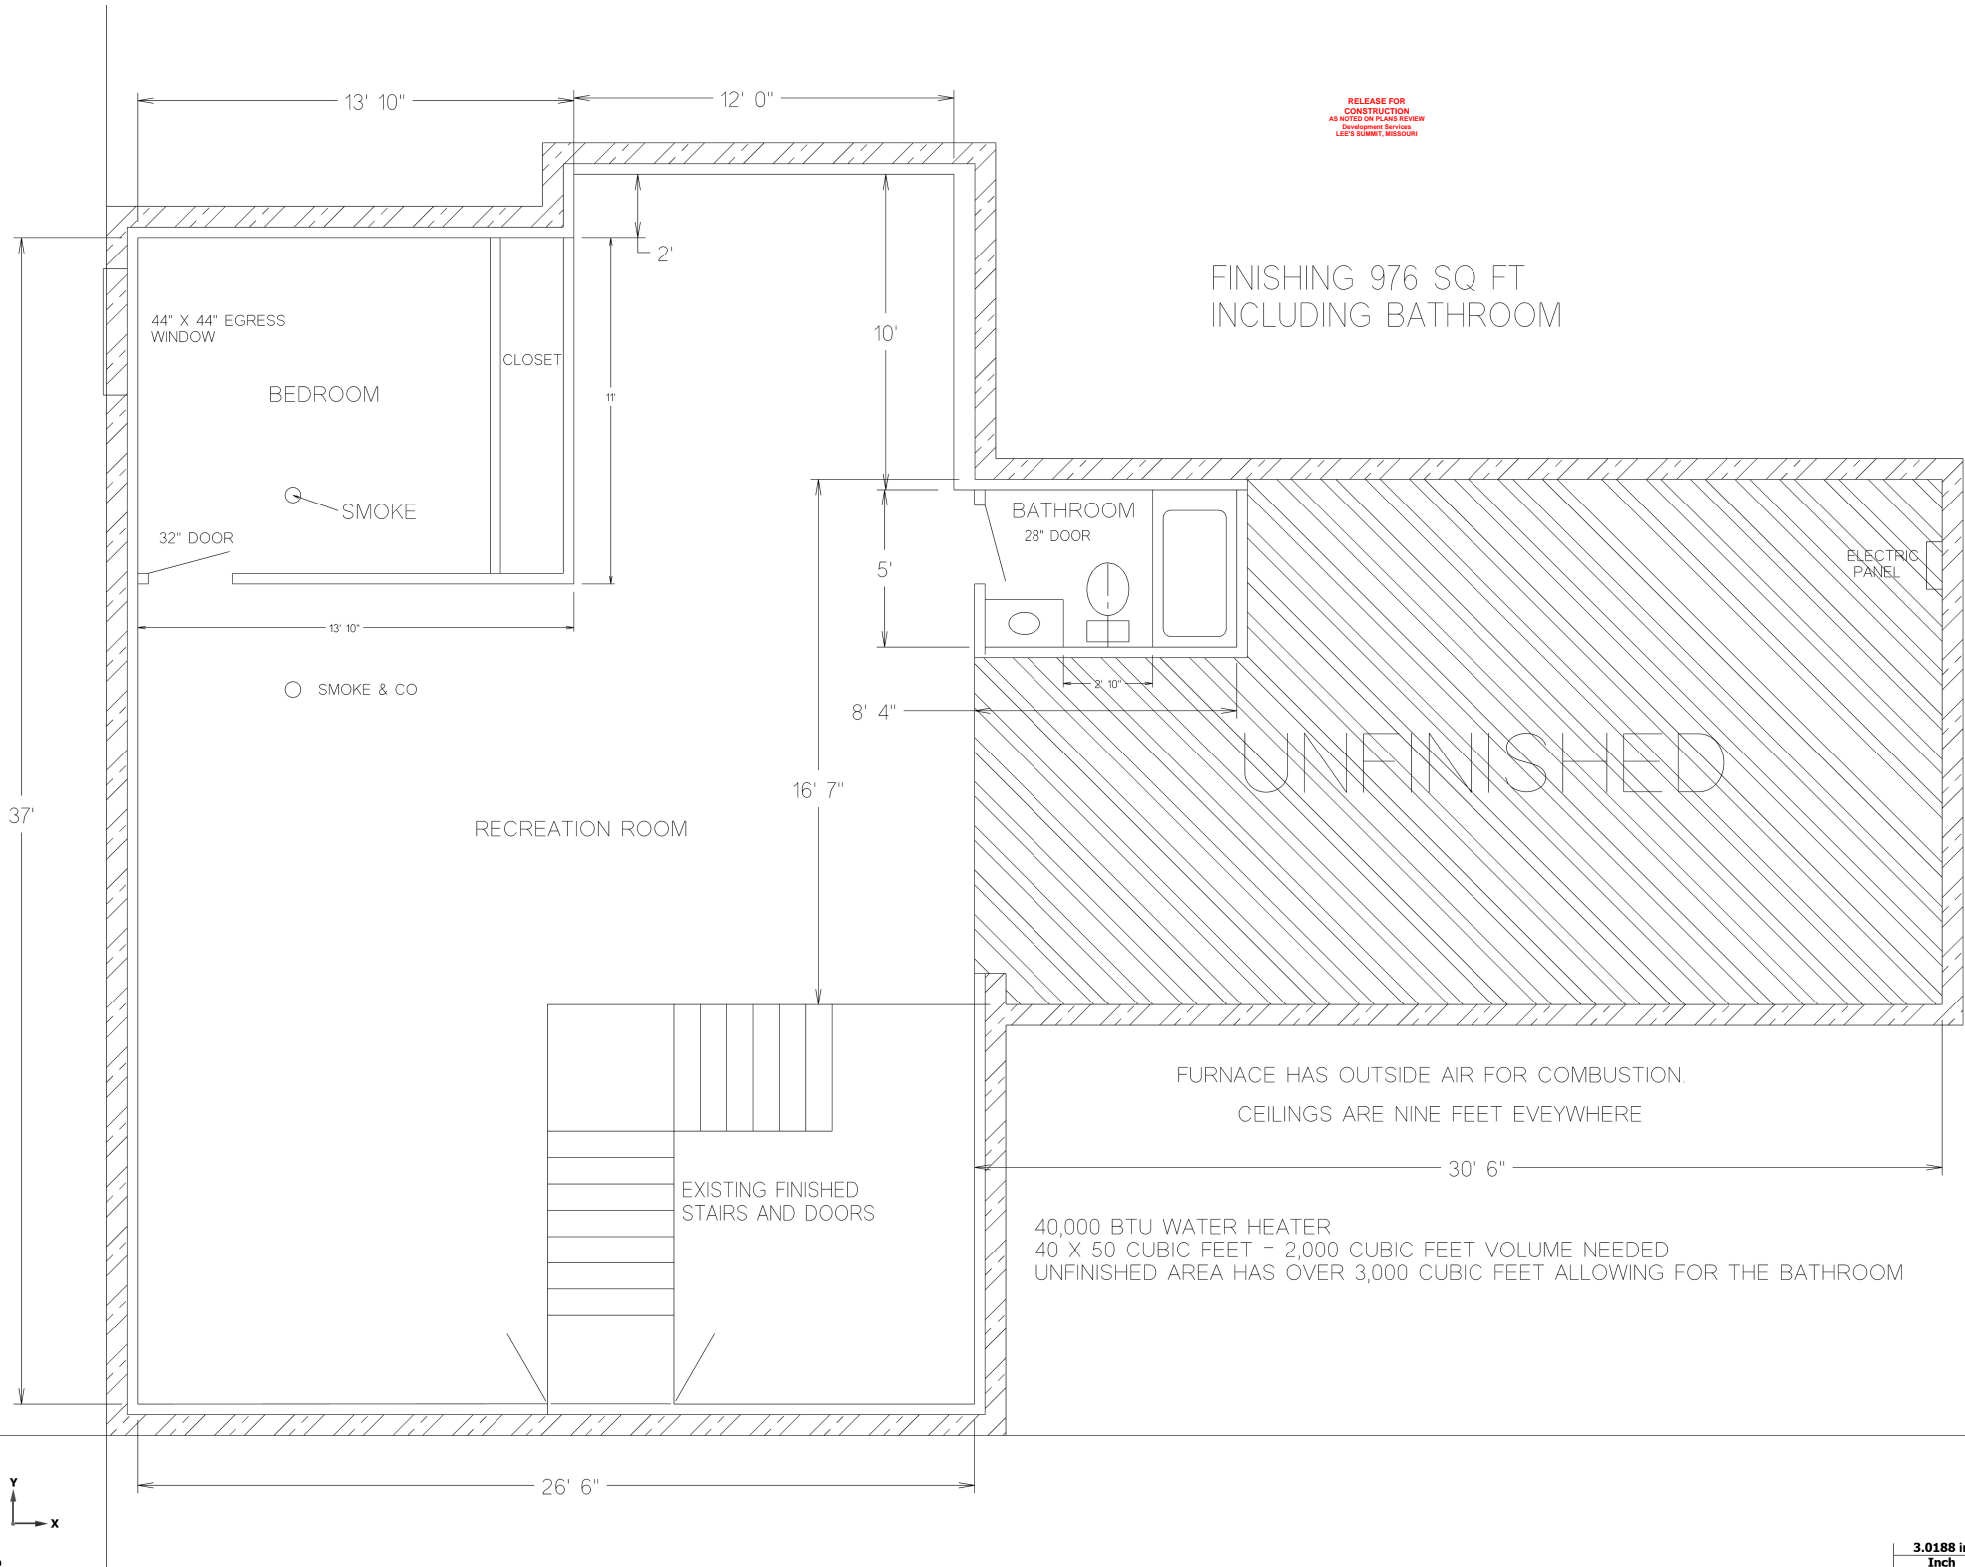 13' 10"
12' 0"
RELEASE FOR
CONSTRUCTION
AS NOTED ON PLANS REVIEW
Development Services
LEE'S SUMMIT, MISSOURI
2'
FINISHING 976 SQ FT
INCLUDING BATHROOM
44" X 44" EGRESS
WINDOW
10'
CLOSET
BEDROOM
11'
SMOKE
BATHROOM
28" DOOR
32" DOOR
ELECTRIC
PANEL
5'
13' 10"
SMOKE & CO
2' 10"
8' 4"
UNFINISHED
16' 7"
37'
RECREATION ROOM
FURNACE HAS OUTSIDE AIR FOR COMBUSTION.
CEILINGS ARE NINE FEET EVEYWHERE
30' 6"
EXISTING FINISHED
STAIRS AND DOORS
40,000 BTU WATER HEATER
40 X 50 CUBIC FEET - 2,000 CUBIC FEET VOLUME NEEDED
UNFINISHED AREA HAS OVER 3,000 CUBIC FEET ALLOWING FOR THE BATHROOM
26' 6"
Y
X
3.0188 i
Inch